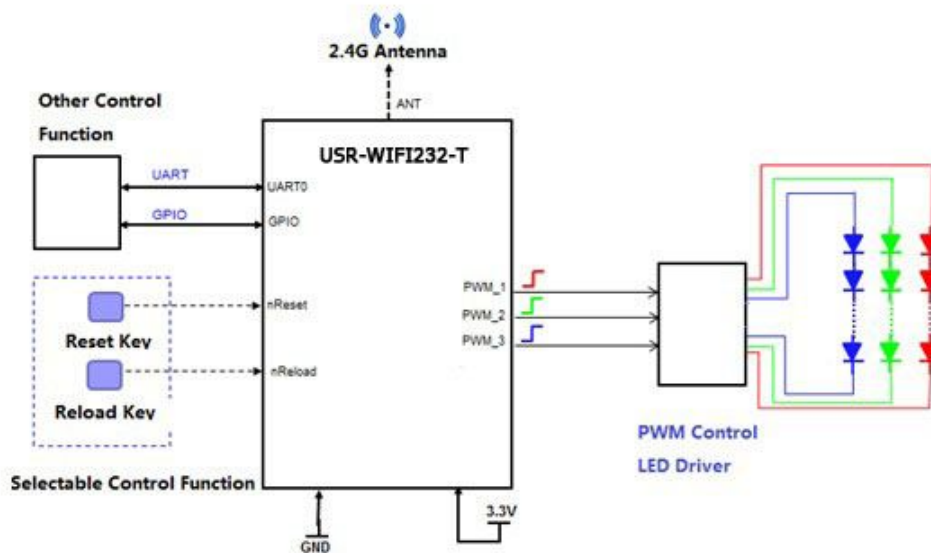 2.4G Antenna
ANT
Other Control
Function
USR-WIFI232-T
UART
UART0
GPIO
GPIO
nReset
Reset Key
nReload
Reload Key
Selectable Control Function
PWM_1
PWM_2
PWM_3
PWM Control
LED Driver
3.3V
GND